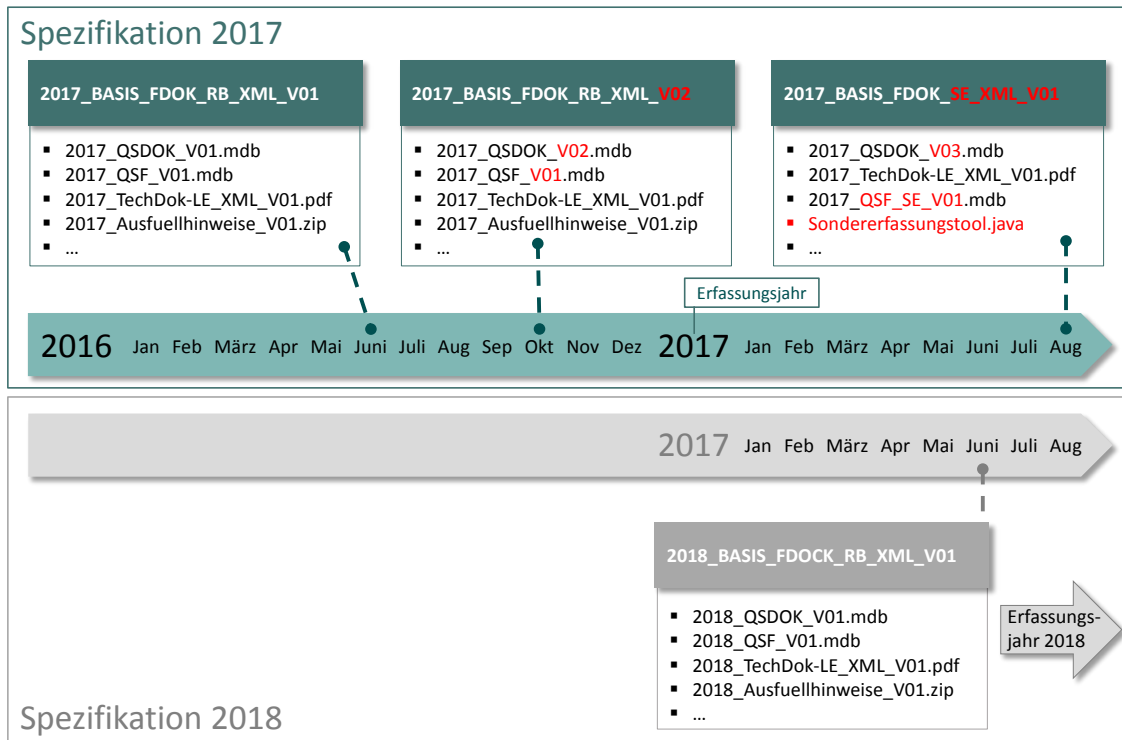 Spezifikation 2017
2017_BASIS_FDOK_RB_XML_V01
▪ 2017_QSDOK_V01.mdb
▪ 2017_QSF_V01.mdb
▪ 2017_TechDok-LE_XML_V01.pdf
▪ 2017_Ausfuellhinweise_V01.zip
▪ ...
2017_BASIS_FDOK_RB_XML_V02
▪ 2017_QSDOK_V02.mdb
▪ 2017_QSF_V01.mdb
▪ 2017_TechDok-LE_XML_V01.pdf
▪ 2017_Ausfuellhinweise_V01.zip
▪ ...
2017_BASIS_FDOK_SE_XML_V01
▪ 2017_QSDOK_V03.mdb
▪ 2017_TechDok-LE_XML_V01.pdf
▪ 2017_QSF_SE_V01.mdb
▪ Sondererfassungstool.java
▪ ...
Erfassungsjahr
2016 Jan Feb März Apr Mai Juni Juli Aug Sep Okt Nov Dez 2017 Jan Feb März Apr Mai Juni Juli Aug
2017 Jan Feb März Apr Mai Juni Juli Aug
2018_BASIS_FDOCK_RB_XML_V01
▪ 2018_QSDOK_V01.mdb
▪ 2018_QSF_V01.mdb
▪ 2018_TechDok-LE_XML_V01.pdf
▪ 2018_Ausfuellhinweise_V01.zip
▪ ...
Erfassungs-
jahr 2018
Spezifikation 2018